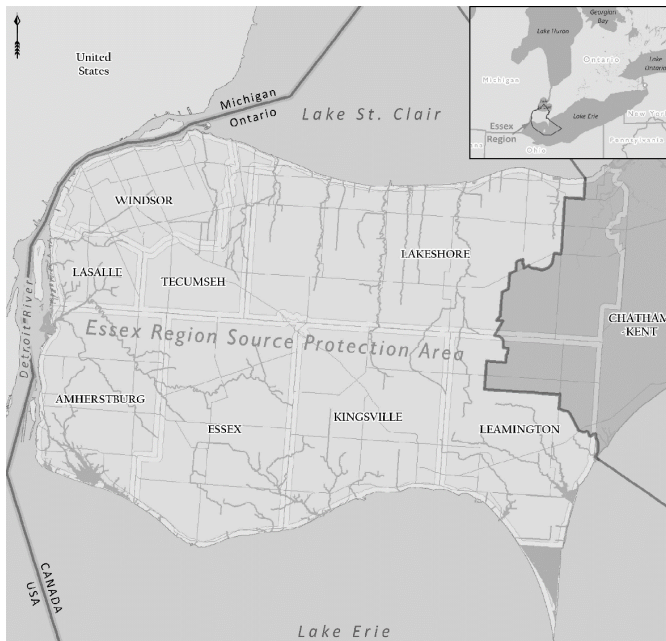 United
States
Michigan
Ontario
Lake St. Clair
Lake Huron
Georgian
Bay
Ontario
Lake
Ontario
Michigan
Essex
Region
Lake Erie
New York
Ohio
Pennsylvania
WINDSOR
LASALLE
TECUMSEH
LAKESHORE
CHATHAM
-KENT
Detroit River
Essex Region Source Protection Area
AMHERSTBURG
ESSEX
KINGSVILLE
LEAMINGTON
CANADA
USA
Lake Erie